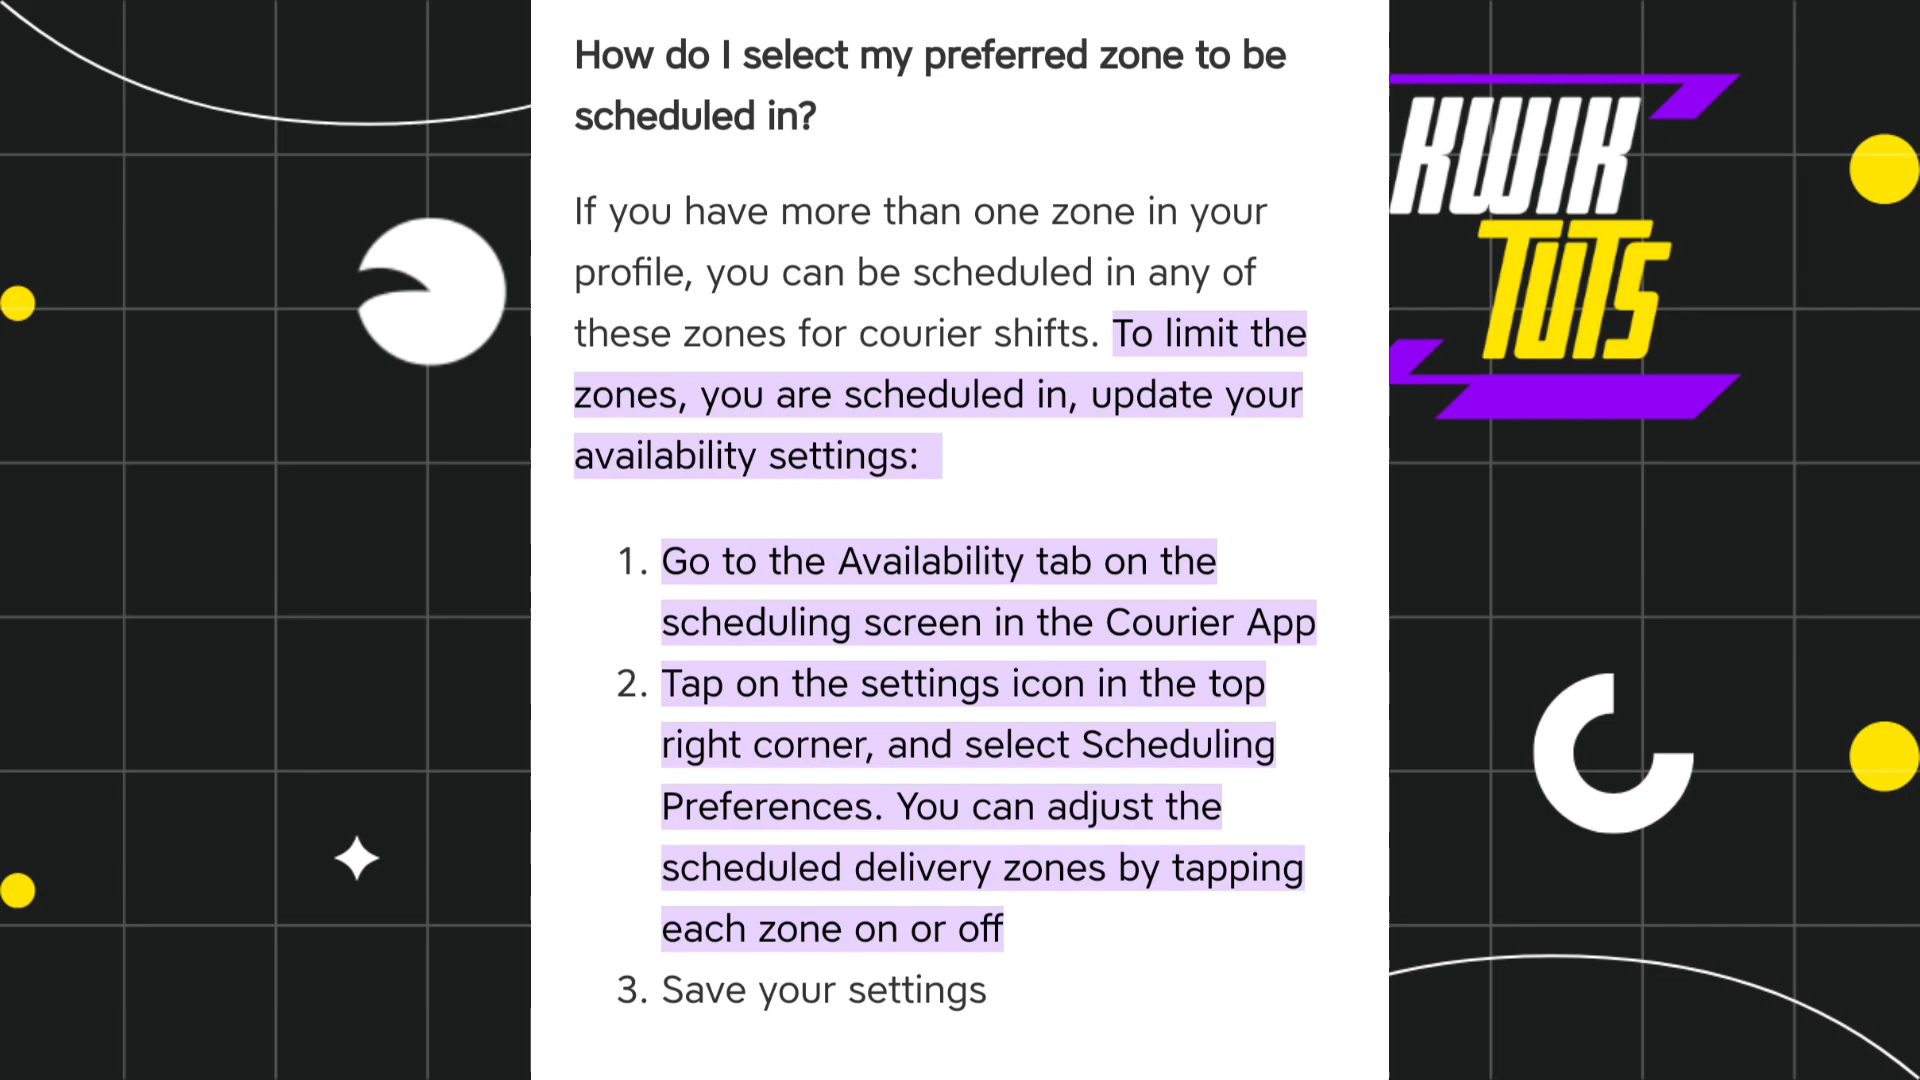 How do I select my preferred zone to be
scheduled in?
If you have more than one zone in your
profile, you can be scheduled in any of
these zones for courier shifts. To limit the
zones, you are scheduled in, update your
availability settings:
1. Go to the Availability tab on the
scheduling screen in the Courier App
2. Tap on the settings icon in the top
right corner, and select Scheduling
Preferences. You can adjust the
scheduled delivery zones by tapping
each zone on or off
3. Save your settings
KWIK
TUTS